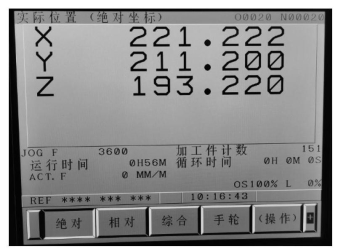 实际位置（绝对坐标） O0020 N00020
X 221.222
Y 211.200
Z 193.220
JOG F 3600 加工件计数 151
运行时间 0H56M 循环时间 0H 0M 0S
ACT.F 0 MM/M
OS100% L 0%
REF **** *** *** 10:16:43
绝对 相对 综合 手轮 (操作)